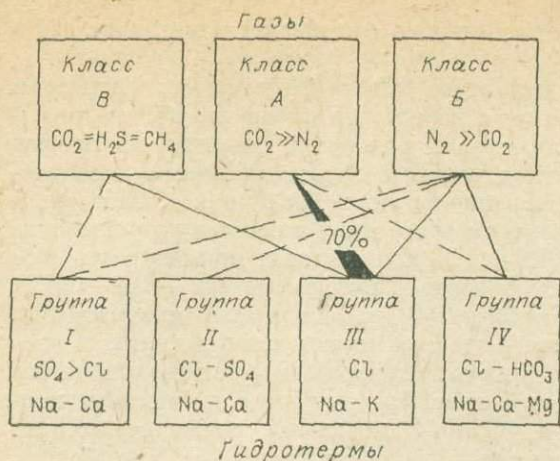 Газы
Класс
В
CO₂=H₂S=CH₄
Класс
А
CO₂≫N₂
Класс
Б
N₂≫CO₂
70%
Группа
I
SO₄>Cl
Na-Ca
Группа
II
Cl-SO₄
Na-Ca
Группа
III
Cl
Na-K
Группа
IV
Cl-HCO₃
Na-Ca-Mg
Гидротермы